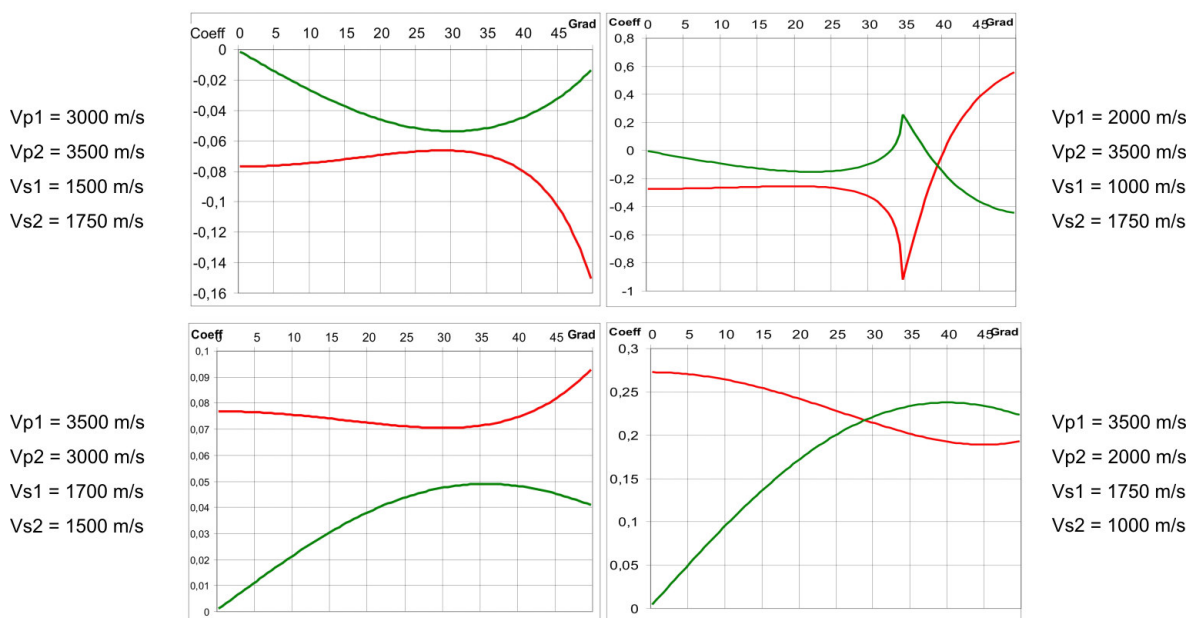 Coeff 0 5 10 15 20 25 30 35 40 45 Grad
0
-0,02
-0,04
-0,06
-0,08
-0,1
-0,12
-0,14
-0,16
Vp1 = 3000 m/s
Vp2 = 3500 m/s
Vs1 = 1500 m/s
Vs2 = 1750 m/s
Coeff 0 5 10 15 20 25 30 35 40 45 Grad
0,8
0,6
0,4
0,2
0
-0,2
-0,4
-0,6
-0,8
-1
Vp1 = 2000 m/s
Vp2 = 3500 m/s
Vs1 = 1000 m/s
Vs2 = 1750 m/s
Coeff 0 5 10 15 20 25 30 35 40 45 Grad
0,1
0,09
0,08
0,07
0,06
0,05
0,04
0,03
0,02
0,01
0
Vp1 = 3500 m/s
Vp2 = 3000 m/s
Vs1 = 1700 m/s
Vs2 = 1500 m/s
Coeff 0 5 10 15 20 25 30 35 40 45 Grad
0,3
0,25
0,2
0,15
0,1
0,05
0
Vp1 = 3500 m/s
Vp2 = 2000 m/s
Vs1 = 1750 m/s
Vs2 = 1000 m/s